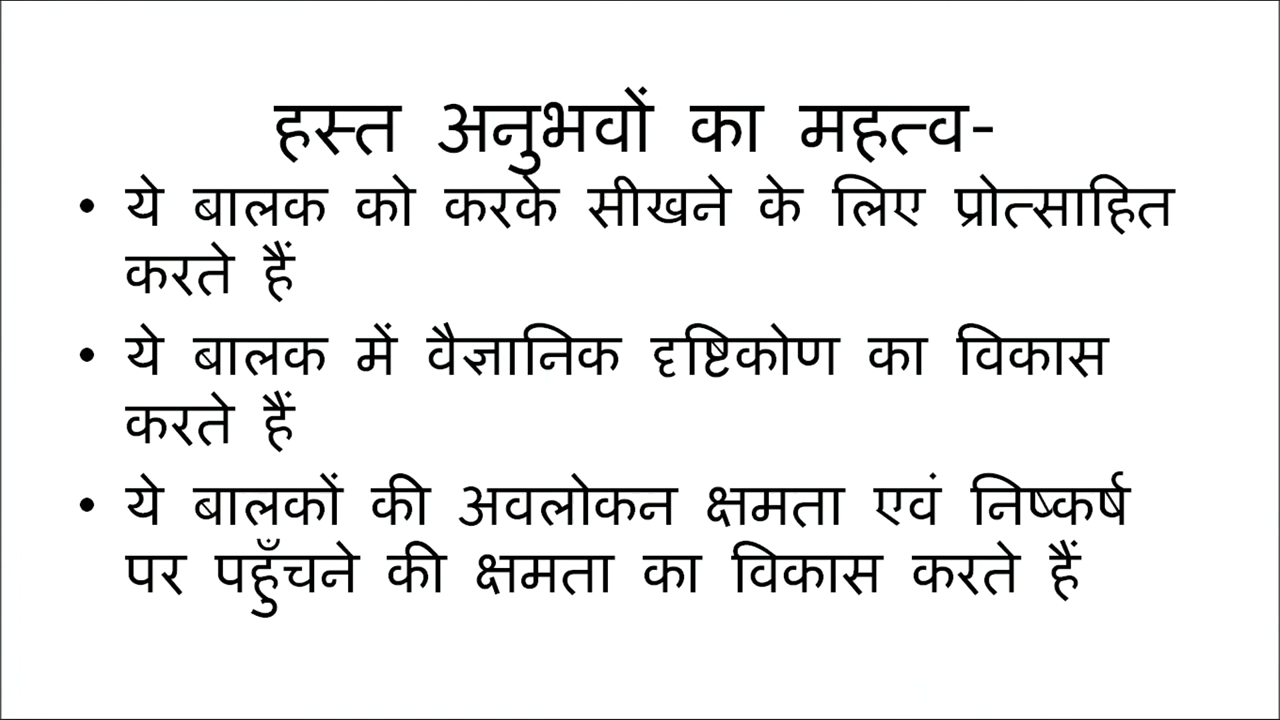 हस्त अनुभवों का महत्व-
• ये बालक को करके सीखने के लिए प्रोत्साहित
करते हैं
• ये बालक में वैज्ञानिक दृष्टिकोण का विकास
करते हैं
• ये बालकों की अवलोकन क्षमता एवं निष्कर्ष
पर पहुँचने की क्षमता का विकास करते हैं